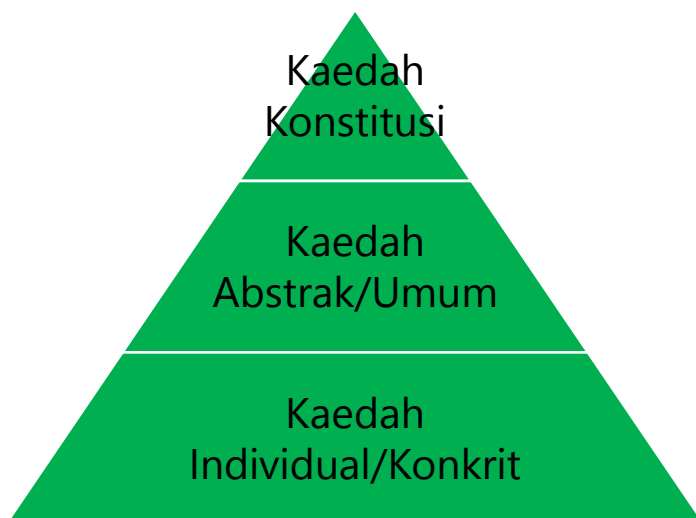 Kaedah
Konstitusi
Kaedah
Abstrak/Umum
Kaedah
Individual/Konkrit